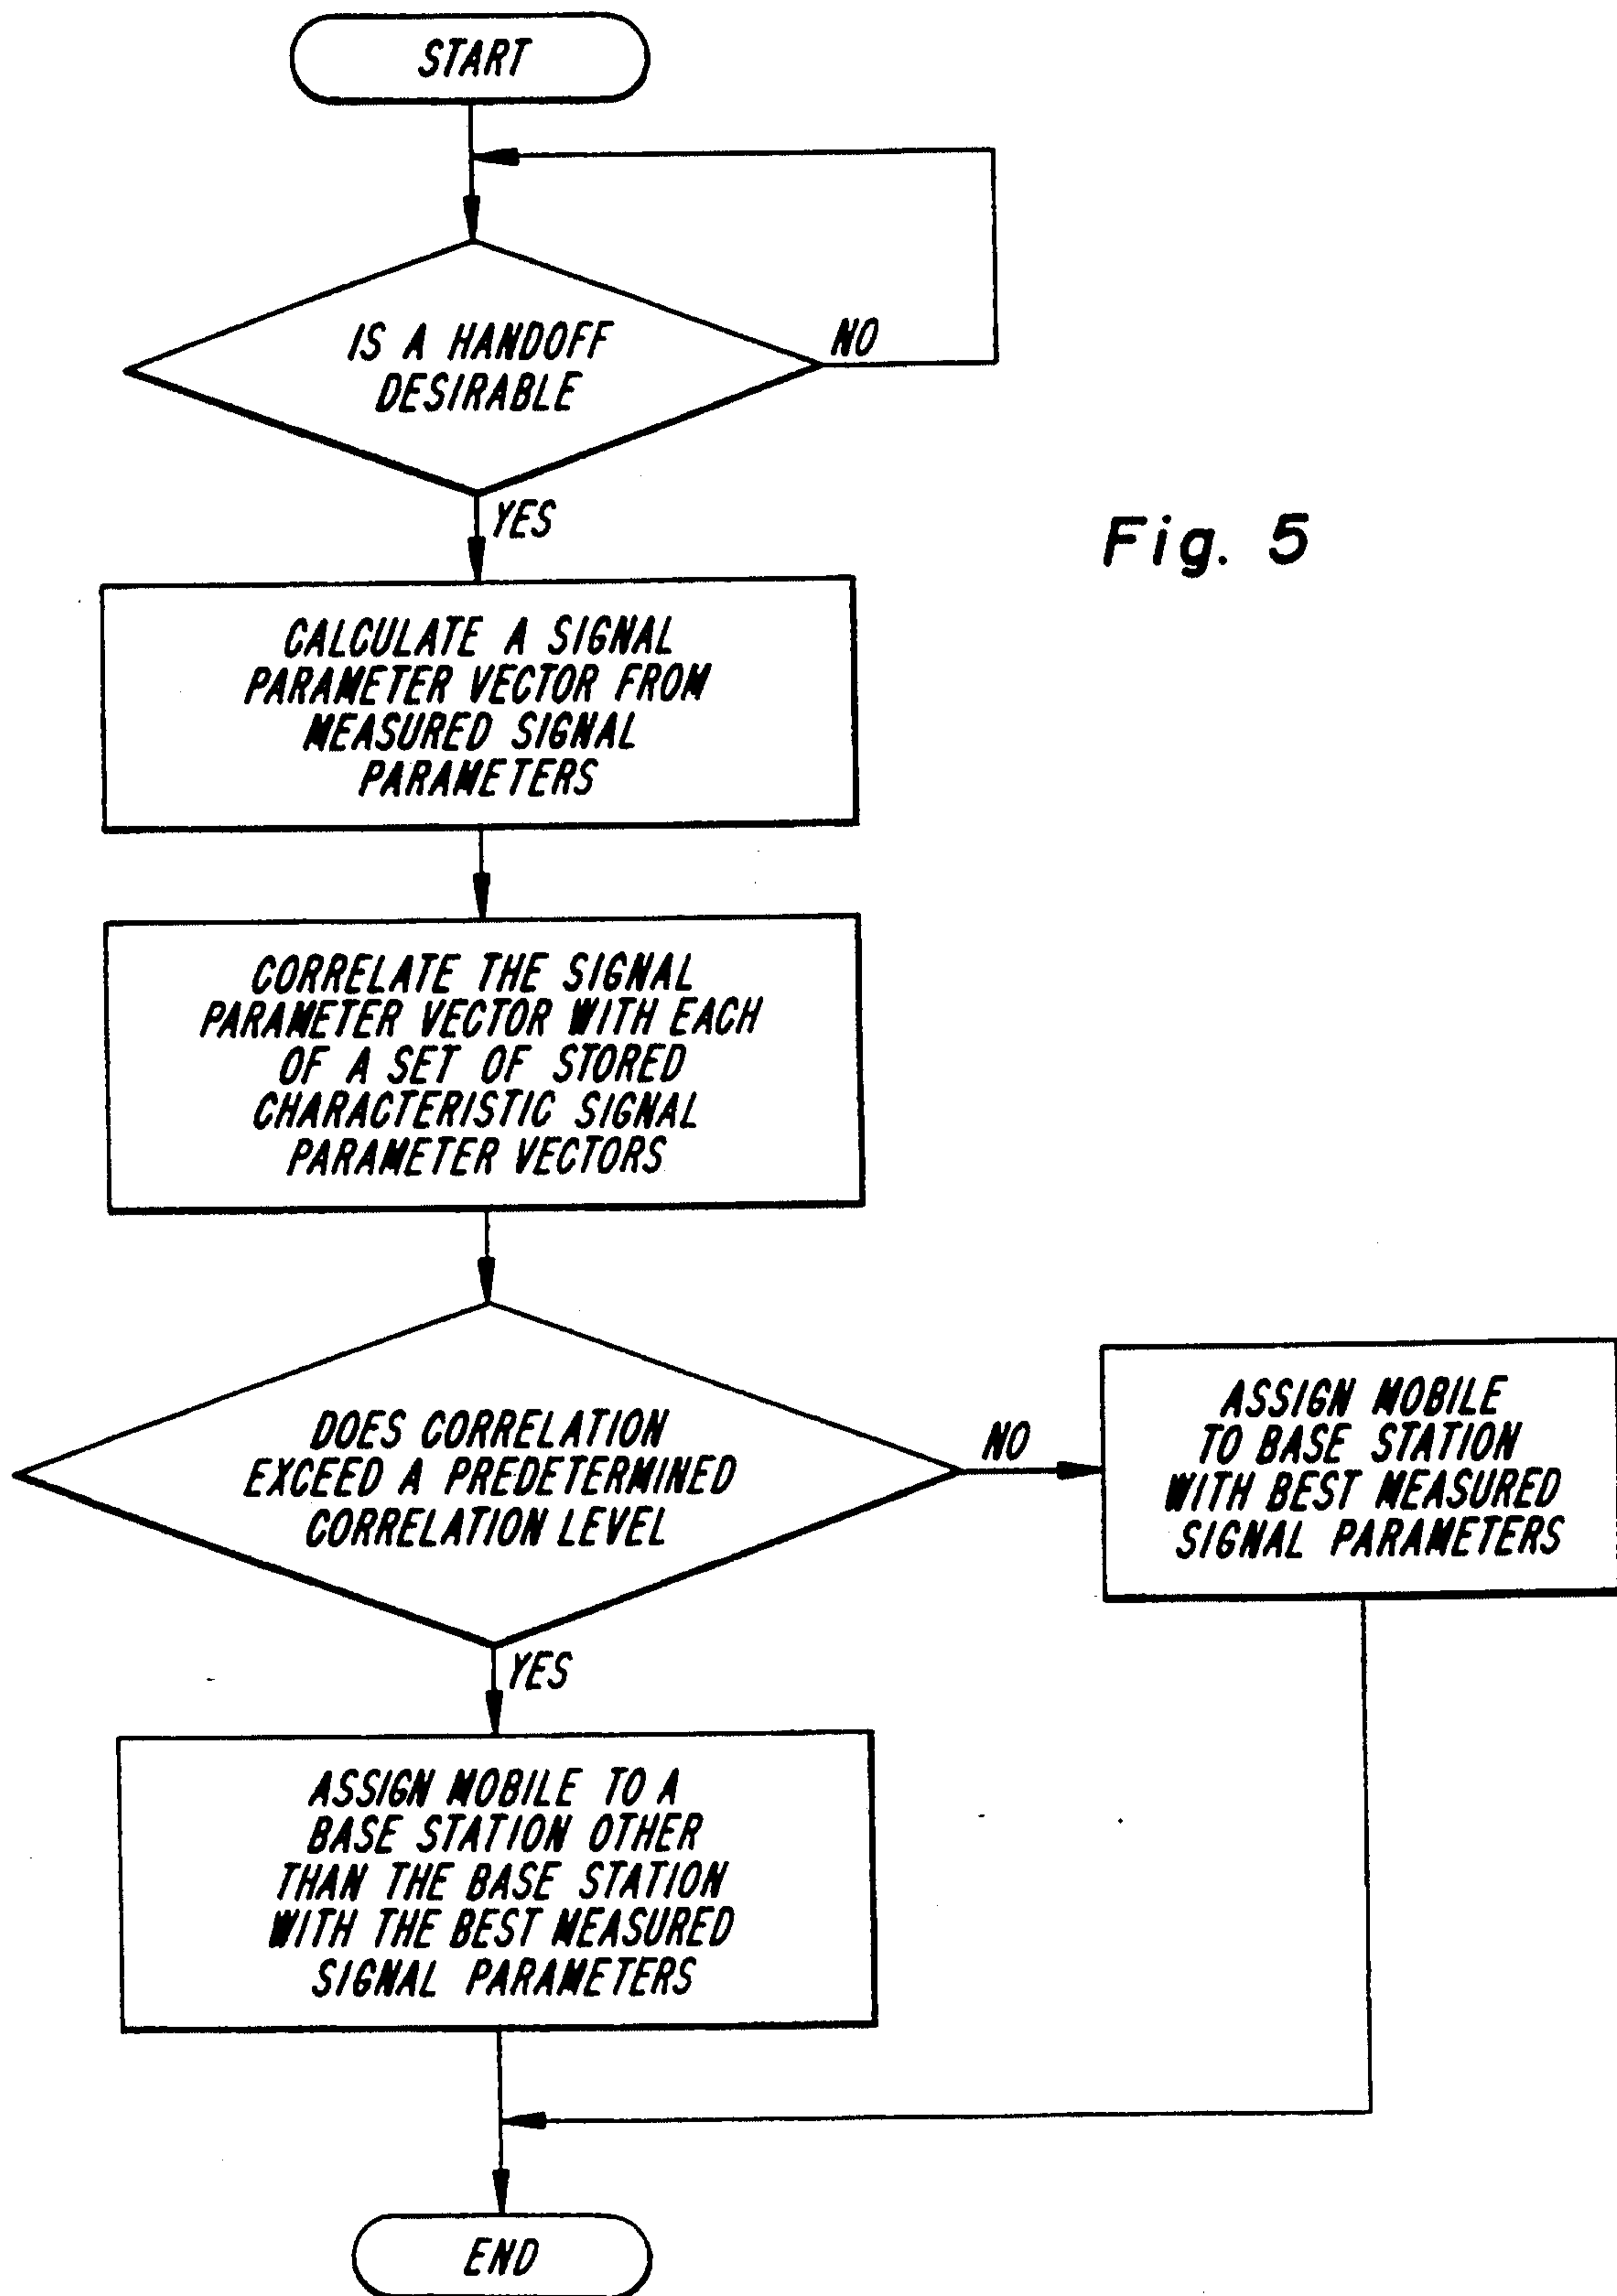 START
IS A HANDOFF
DESIRABLE
NO
YES
Fig. 5
CALCULATE A SIGNAL
PARAMETER VECTOR FROM
MEASURED SIGNAL
PARAMETERS
CORRELATE THE SIGNAL
PARAMETER VECTOR WITH EACH
OF A SET OF STORED
CHARACTERISTIC SIGNAL
PARAMETER VECTORS
DOES CORRELATION
EXCEED A PREDETERMINED
CORRELATION LEVEL
NO
ASSIGN MOBILE
TO BASE STATION
WITH BEST MEASURED
SIGNAL PARAMETERS
YES
ASSIGN MOBILE TO A
BASE STATION OTHER
THAN THE BASE STATION
WITH THE BEST MEASURED
SIGNAL PARAMETERS
END